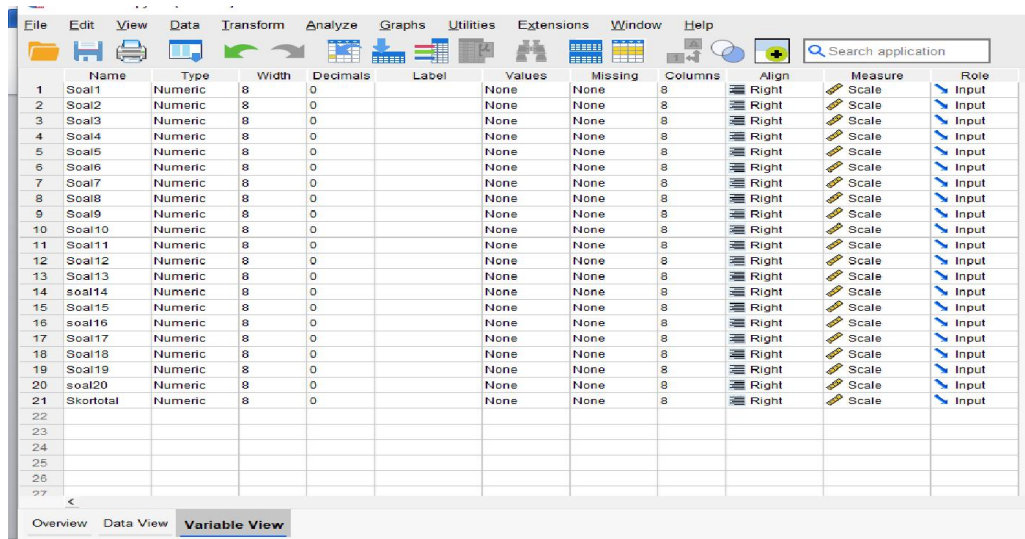 File Edit View Data Transform Analyze Graphs Utilities Extensions Window Help
Search application
Name Type Width Decimals Label Values Missing Columns Align Measure Role
1 Soal1 Numeric 8 0 None None 8 Right Scale Input
2 Soal2 Numeric 8 0 None None 8 Right Scale Input
3 Soal3 Numeric 8 0 None None 8 Right Scale Input
4 Soal4 Numeric 8 0 None None 8 Right Scale Input
5 Soal5 Numeric 8 0 None None 8 Right Scale Input
6 Soal6 Numeric 8 0 None None 8 Right Scale Input
7 Soal7 Numeric 8 0 None None 8 Right Scale Input
8 Soal8 Numeric 8 0 None None 8 Right Scale Input
9 Soal9 Numeric 8 0 None None 8 Right Scale Input
10 Soal10 Numeric 8 0 None None 8 Right Scale Input
11 Soal11 Numeric 8 0 None None 8 Right Scale Input
12 Soal12 Numeric 8 0 None None 8 Right Scale Input
13 Soal13 Numeric 8 0 None None 8 Right Scale Input
14 soal14 Numeric 8 0 None None 8 Right Scale Input
15 Soal15 Numeric 8 0 None None 8 Right Scale Input
16 soal16 Numeric 8 0 None None 8 Right Scale Input
17 Soal17 Numeric 8 0 None None 8 Right Scale Input
18 Soal18 Numeric 8 0 None None 8 Right Scale Input
19 Soal19 Numeric 8 0 None None 8 Right Scale Input
20 soal20 Numeric 8 0 None None 8 Right Scale Input
21 Skortotal Numeric 8 0 None None 8 Right Scale Input
22
23
24
25
26
27
Overview Data View Variable View